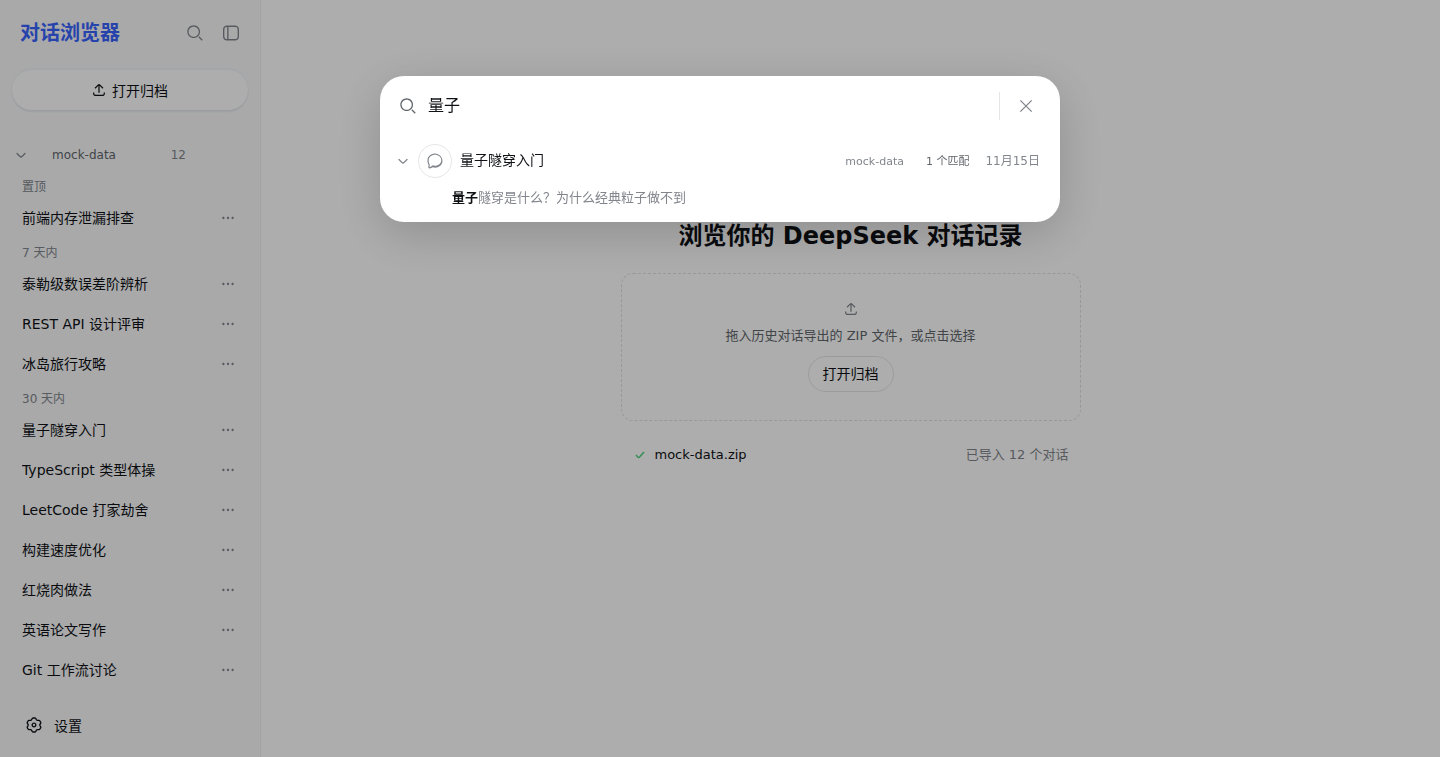 对话浏览器
打开归档
mock-data 12
置顶
前端内存泄漏排查
7 天内
泰勒级数误差阶辨析
REST API 设计评审
冰岛旅行攻略
30 天内
量子隧穿入门
TypeScript 类型体操
LeetCode 打家劫舍
构建速度优化
红烧肉做法
英语论文写作
Git 工作流讨论
设置
量子
量子隧穿入门 mock-data 1 个匹配 11月15日
量子隧穿是什么？为什么经典粒子做不到
浏览你的 DeepSeek 对话记录
拖入历史对话导出的 ZIP 文件，或点击选择
打开归档
mock-data.zip 已导入 12 个对话